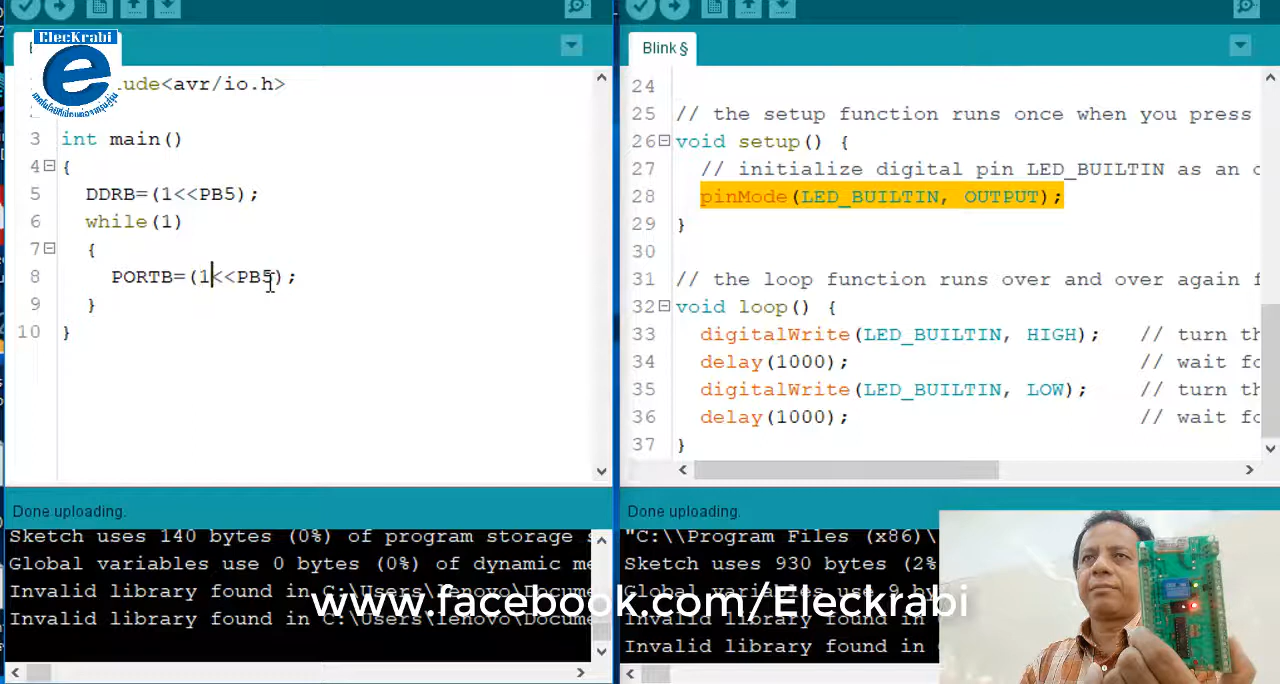 ElecKrabi
e
Blink §
ude<avr/io.h>
3 int main()
4 {
5 DDRB=(1<<PB5);
6 while(1)
7 {
8 PORTB=(1<<PB5);
9 }
10 }
24
25 // the setup function runs once when you press
26 void setup() {
27 // initialize digital pin LED_BUILTIN as an
28 pinMode(LED_BUILTIN, OUTPUT);
29 }
30
31 // the loop function runs over and over again f
32 void loop() {
33 digitalWrite(LED_BUILTIN, HIGH); // turn th
34 delay(1000); // wait fo
35 digitalWrite(LED_BUILTIN, LOW); // turn th
36 delay(1000); // wait fo
37 }
Done uploading.
Sketch uses 140 bytes (0%) of program storage s
Global variables use 0 bytes (0%) of dynamic me
Invalid library found in C:\Users\lenovo\Docume
Invalid library found in C:\Users\lenovo\Docume
Done uploading.
"C:\\Program Files (x86)\
Sketch uses 930 bytes (2%
Global variables use 9 by
Invalid library found in
Invalid library found in
www.facebook.com/Eleckrabi